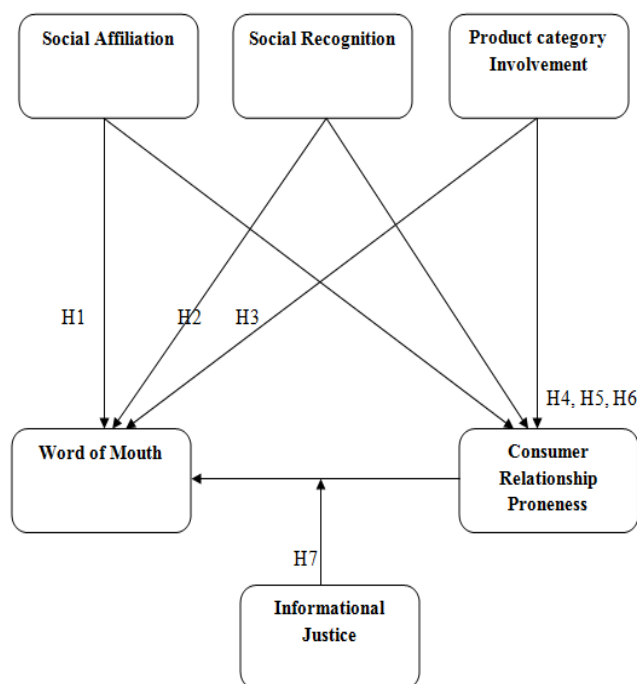 Social Affiliation
Social Recognition
Product category
Involvement
H1
H2
H3
H4, H5, H6
Word of Mouth
Consumer
Relationship
Proneness
H7
Informational
Justice